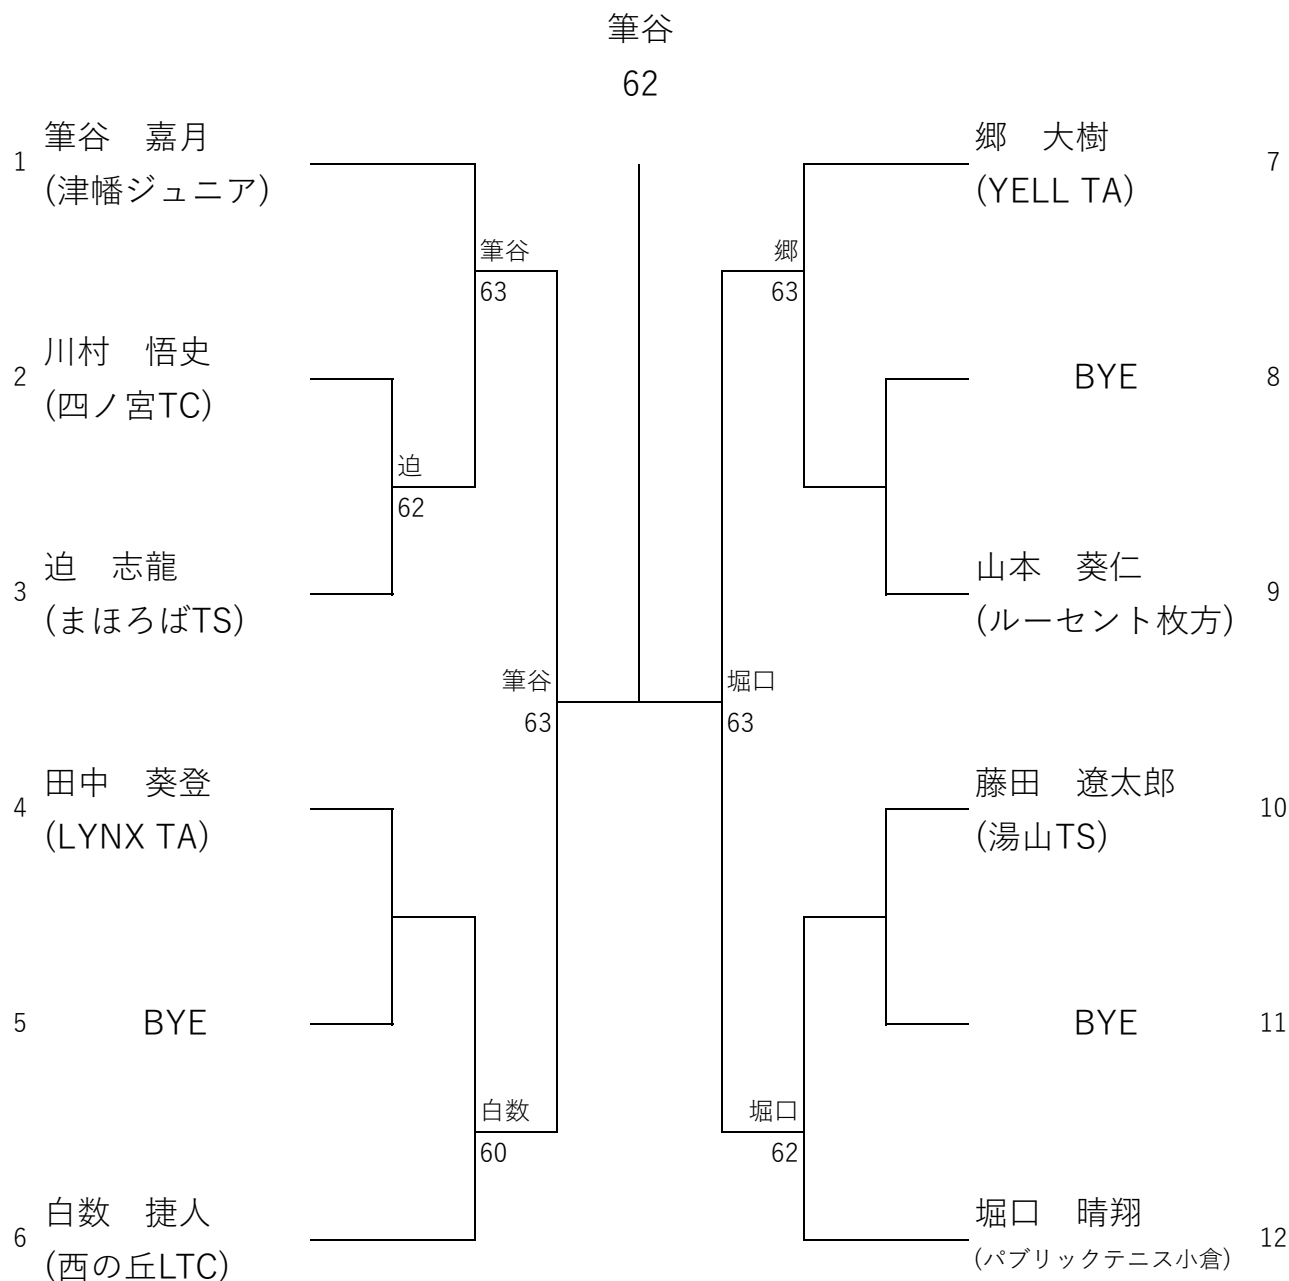 筆谷
62
1 筆谷　嘉月
(津幡ジュニア)
筆谷
63
2 川村　悟史
(四ノ宮TC)
迫
62
3 迫　志龍
(まほろばTS)
筆谷
63
4 田中　葵登
(LYNX TA)
5 BYE
白数
60
6 白数　捷人
(西の丘LTC)
郷　大樹 7
(YELL TA)
郷
63
BYE 8
山本　葵仁 9
(ルーセント枚方)
堀口
63
藤田　遼太郎 10
(湯山TS)
BYE 11
堀口
62
堀口　晴翔 12
(パブリックテニス小倉)